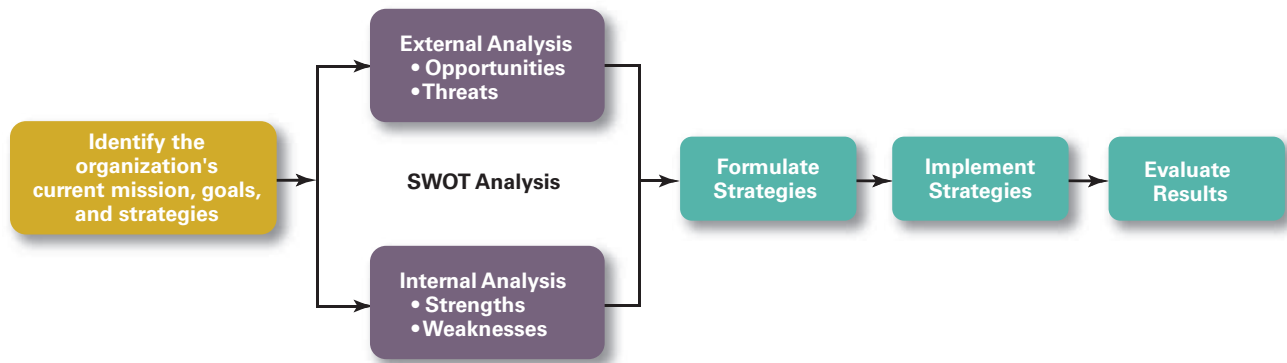 Identify the
organization's
current mission, goals,
and strategies
External Analysis
• Opportunities
•Threats
SWOT Analysis
Internal Analysis
• Strengths
•Weaknesses
Formulate
Strategies
Implement
Strategies
Evaluate
Results